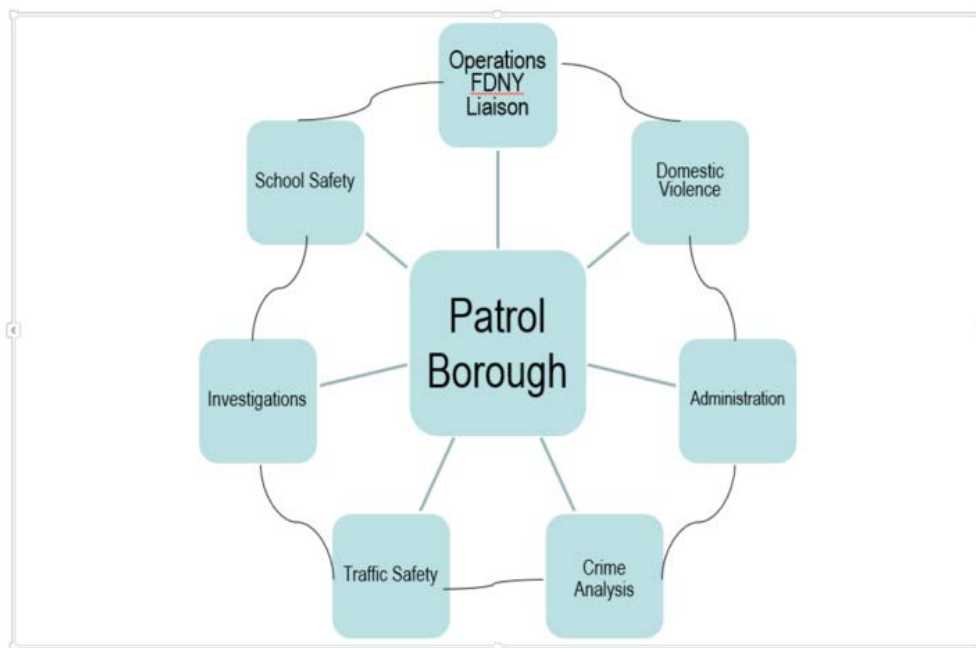 Operations
FDNY
Liaison
School Safety
Domestic
Violence
Patrol
Borough
Investigations
Administration
Traffic Safety
Crime
Analysis